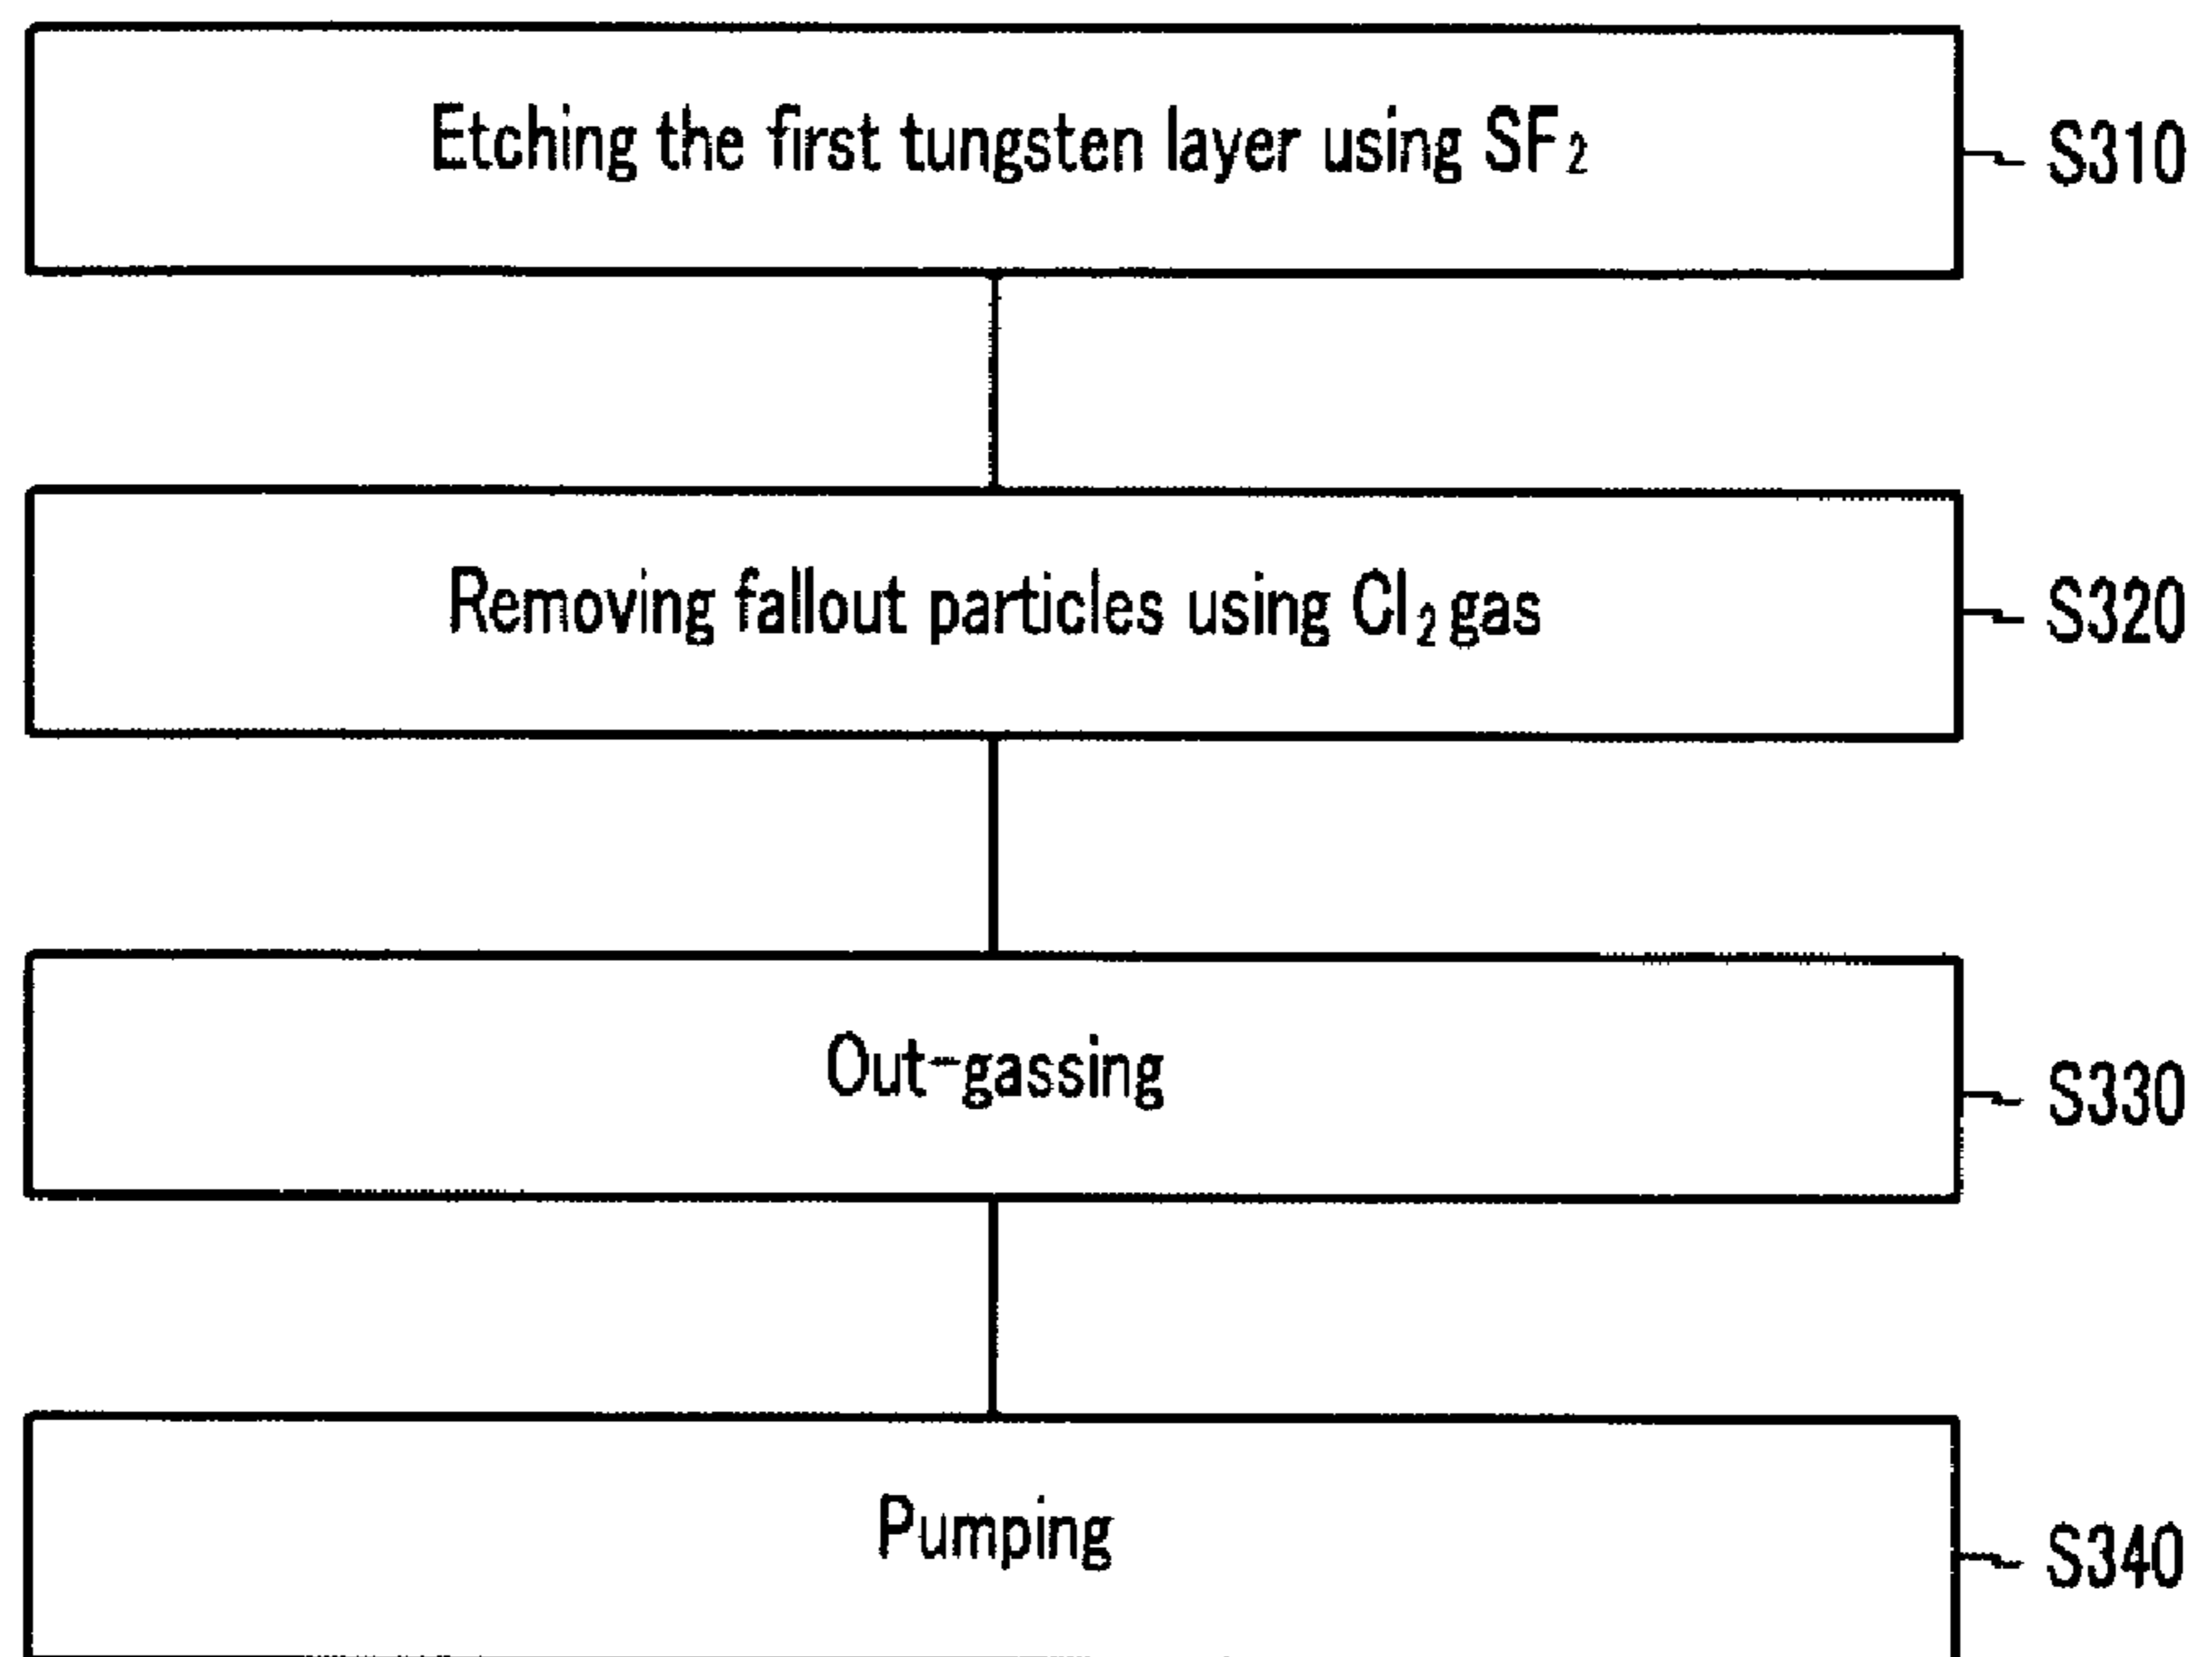 Etching the first tungsten layer using SF₂
S310
Removing fallout particles using Cl₂ gas
S320
Out-gassing
S330
Pumping
S340